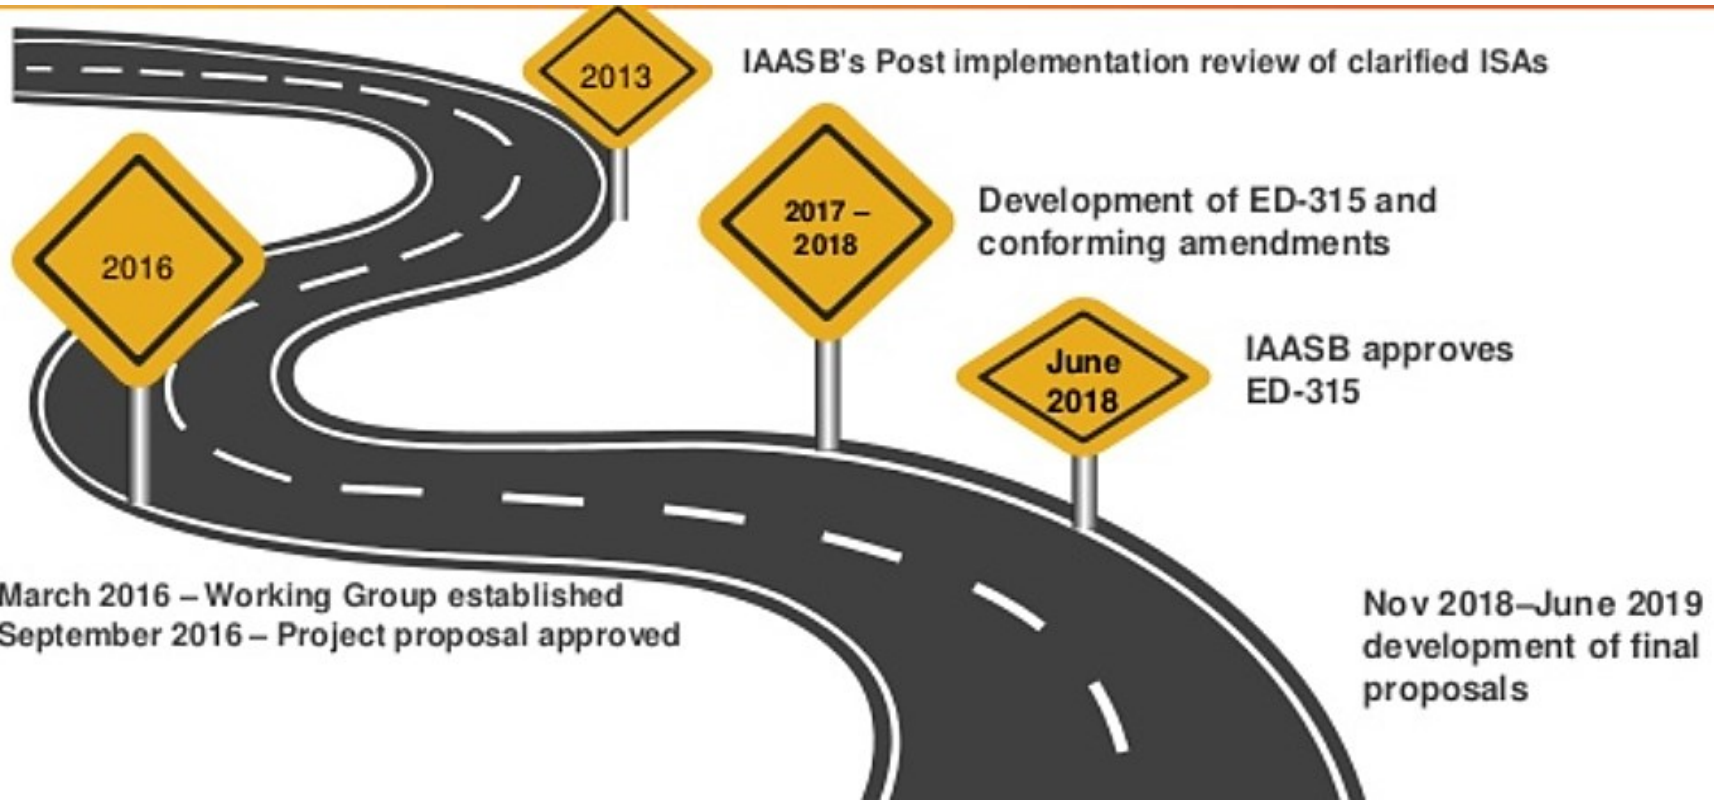 2013
IAASB's Post implementation review of clarified ISAs
2016
2017 –
2018
Development of ED-315 and
conforming amendments
June
2018
IAASB approves
ED-315
March 2016 – Working Group established
September 2016 – Project proposal approved
Nov 2018–June 2019
development of final
proposals